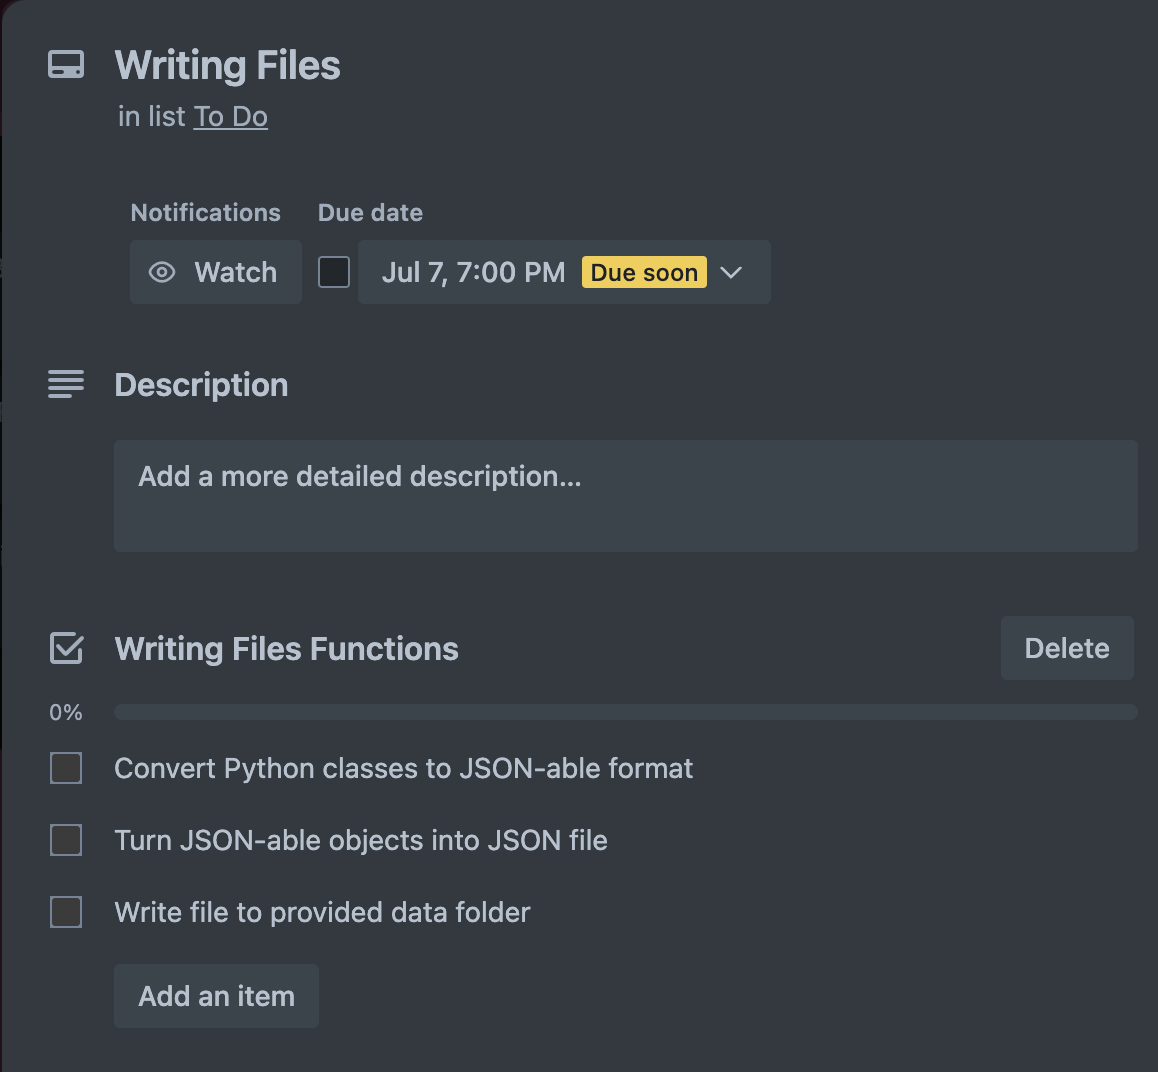 Writing Files
in list To Do
Notifications Due date
Watch Jul 7, 7:00 PM Due soon
Description
Add a more detailed description...
Writing Files Functions Delete
0%
Convert Python classes to JSON-able format
Turn JSON-able objects into JSON file
Write file to provided data folder
Add an item